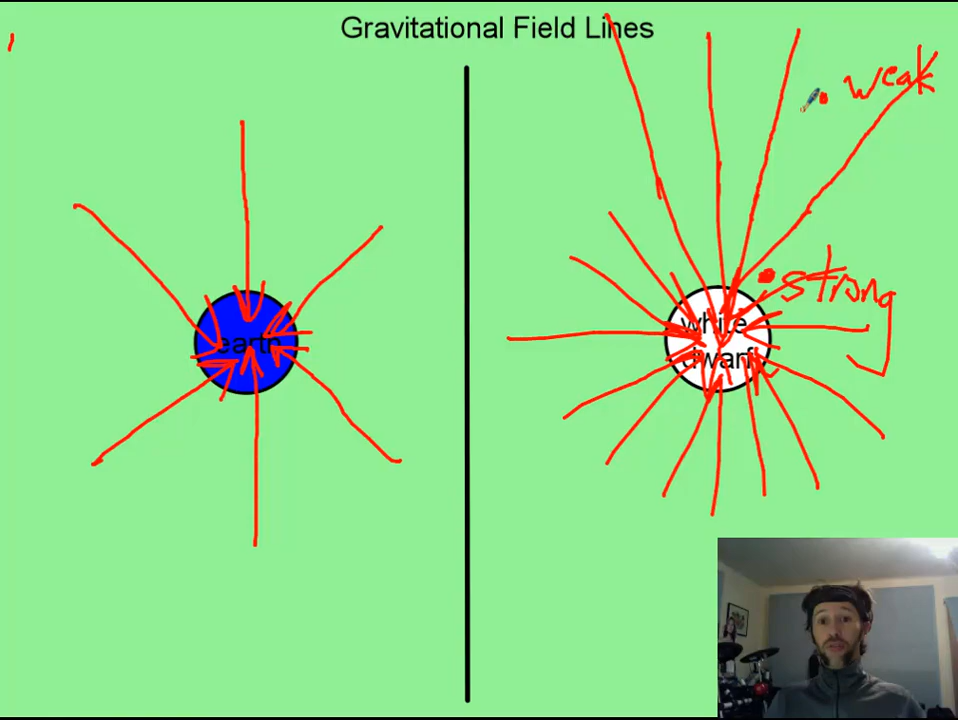 Gravitational Field Lines
weak
strong
earth
white
dwarf